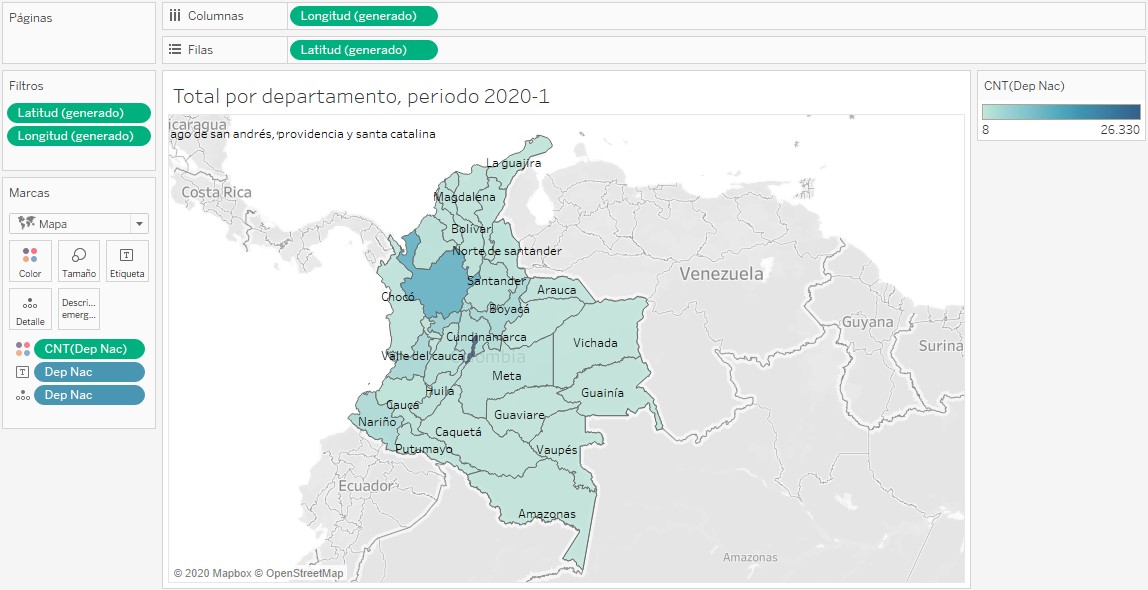 Páginas
Columnas
Longitud (generado)
Filas
Latitud (generado)
Filtros
Latitud (generado)
Longitud (generado)
Marcas
Mapa
Color
Tamaño
Etiqueta
Detalle
Descri...
emerg...
CNT(Dep Nac)
Dep Nac
Dep Nac
Total por departamento, periodo 2020-1
icaragua
ago de san andrés, providencia y santa catalina
La guajira
Costa Rica
Magdalena
Bolívar
Norte de santander
Venezuela
Santander
Arauca
Chocó
Boyacá
Guyana
Cundinamarca
Vichada
Surina
Valle del cauca
ombia
Meta
Huila
Guainía
Cauca
Guaviare
Nariño
Caquetá
Putumayo
Vaupés
Ecuador
Amazonas
Amazonas
© 2020 Mapbox © OpenStreetMap
CNT(Dep Nac)
8 26.330